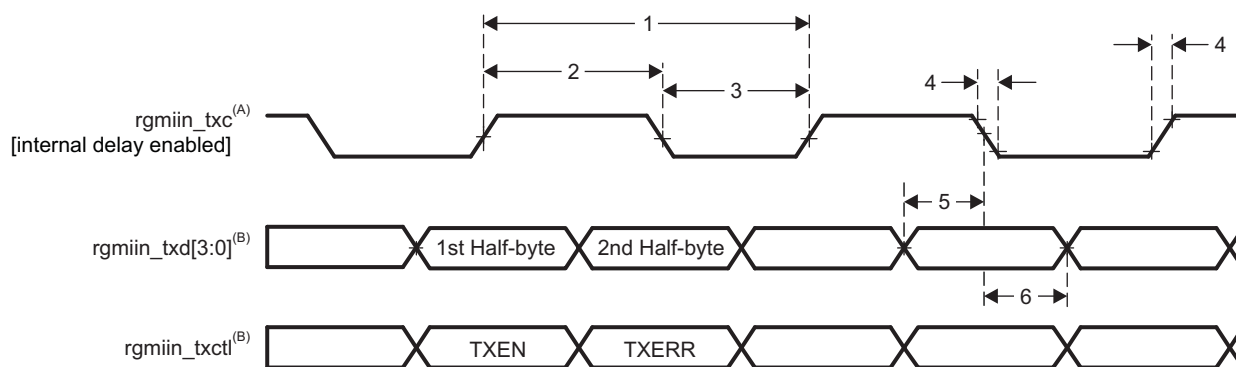 1
2
3
4
4
rgmiin_txc(A)
[internal delay enabled]
5
rgmiin_txd[3:0](B)
1st Half-byte
2nd Half-byte
6
rgmiin_txctl(B)
TXEN
TXERR